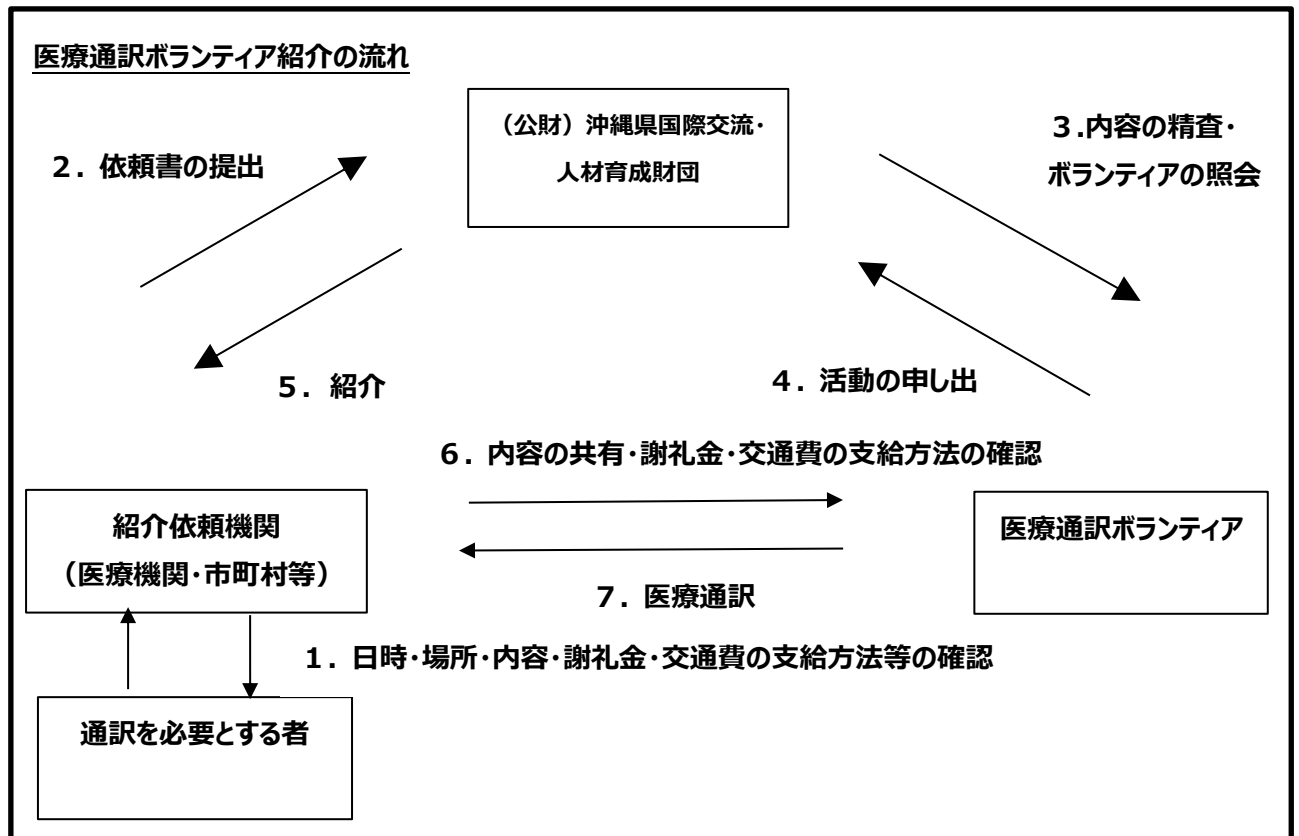 医療通訳ボランティア紹介の流れ
（公財）沖縄県国際交流・
人材育成財団
２．依頼書の提出
３.内容の精査・
ボランティアの照会
５．紹介
４．活動の申し出
６．内容の共有・謝礼金・交通費の支給方法の確認
紹介依頼機関
（医療機関・市町村等）
医療通訳ボランティア
７．医療通訳
１．日時・場所・内容・謝礼金・交通費の支給方法等の確認
通訳を必要とする者